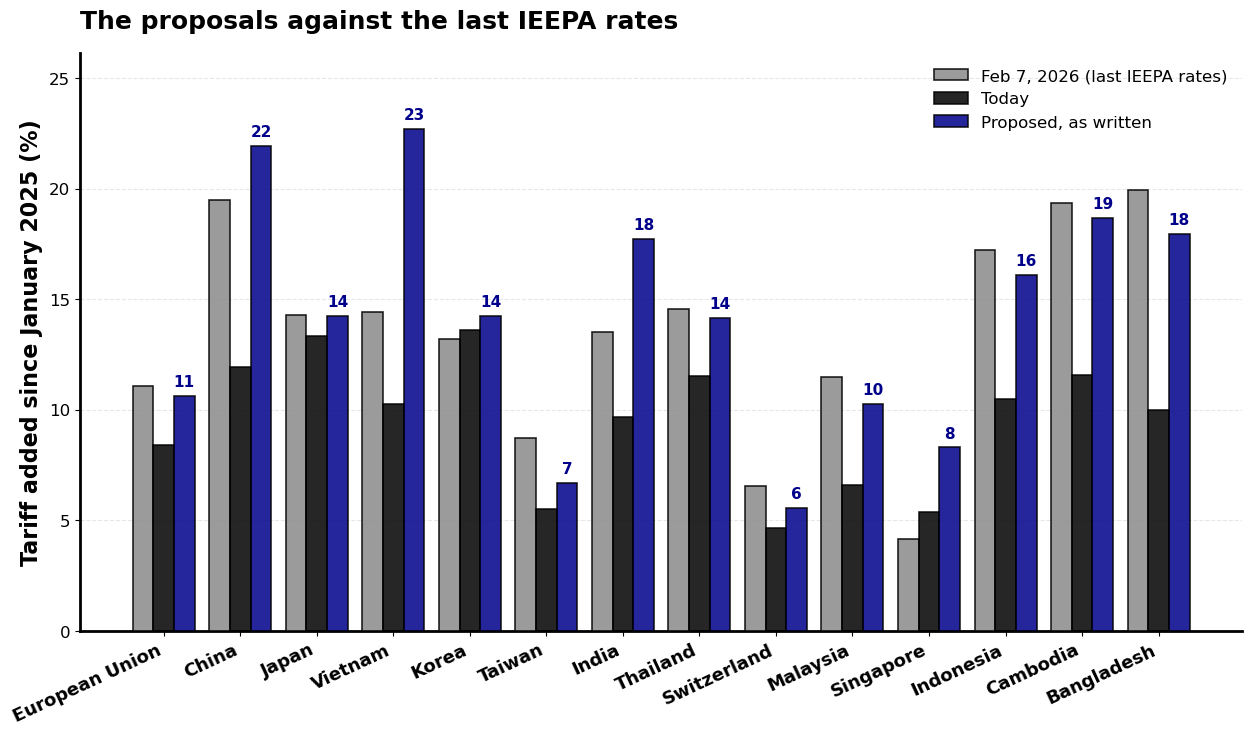 The proposals against the last IEEPA rates
Tariff added since January 2025 (%)
25
20
15
10
5
0
Feb 7, 2026 (last IEEPA rates)
Today
Proposed, as written
11
22
14
23
14
7
18
14
6
10
8
16
19
18
European Union
China
Japan
Vietnam
Korea
Taiwan
India
Thailand
Switzerland
Malaysia
Singapore
Indonesia
Cambodia
Bangladesh